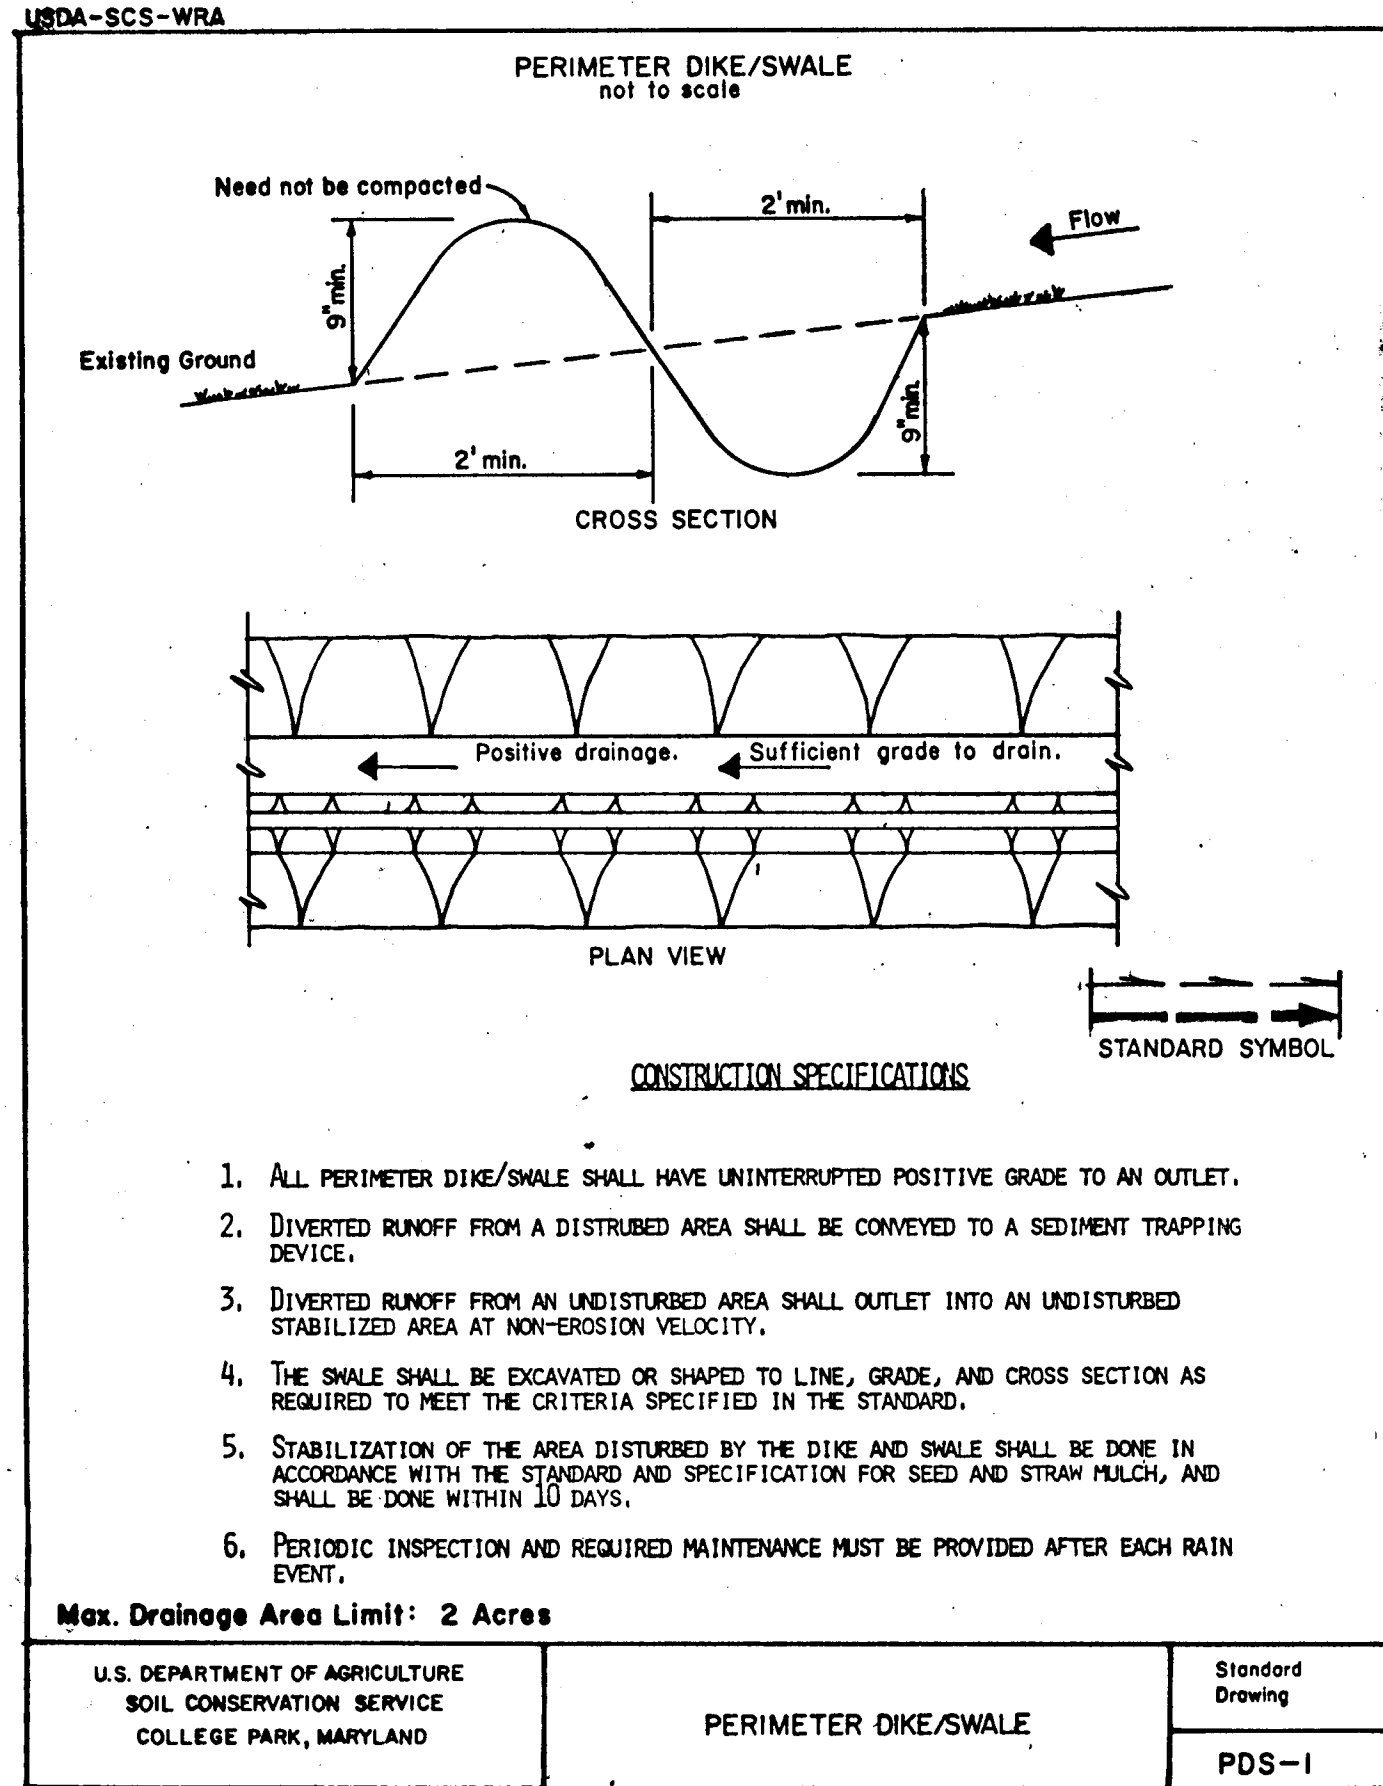 USDA-SCS-WRA
PERIMETER DIKE/SWALE
not to scale
Need not be compacted
2' min.
Flow
9" min.
Existing Ground
9" min.
2' min.
CROSS SECTION
Positive drainage.
Sufficient grade to drain.
PLAN VIEW
STANDARD SYMBOL
CONSTRUCTION SPECIFICATIONS
1. ALL PERIMETER DIKE/SWALE SHALL HAVE UNINTERRUPTED POSITIVE GRADE TO AN OUTLET.
2. DIVERTED RUNOFF FROM A DISTRUBED AREA SHALL BE CONVEYED TO A SEDIMENT TRAPPING
DEVICE.
3. DIVERTED RUNOFF FROM AN UNDISTURBED AREA SHALL OUTLET INTO AN UNDISTURBED
STABILIZED AREA AT NON-EROSION VELOCITY.
4. THE SWALE SHALL BE EXCAVATED OR SHAPED TO LINE, GRADE, AND CROSS SECTION AS
REQUIRED TO MEET THE CRITERIA SPECIFIED IN THE STANDARD.
5. STABILIZATION OF THE AREA DISTURBED BY THE DIKE AND SWALE SHALL BE DONE IN
ACCORDANCE WITH THE STANDARD AND SPECIFICATION FOR SEED AND STRAW MULCH, AND
SHALL BE DONE WITHIN 10 DAYS.
6. PERIODIC INSPECTION AND REQUIRED MAINTENANCE MUST BE PROVIDED AFTER EACH RAIN
EVENT.
Max. Drainage Area Limit: 2 Acres
U.S. DEPARTMENT OF AGRICULTURE
SOIL CONSERVATION SERVICE
COLLEGE PARK, MARYLAND
PERIMETER DIKE/SWALE
Standard
Drawing
PDS-1